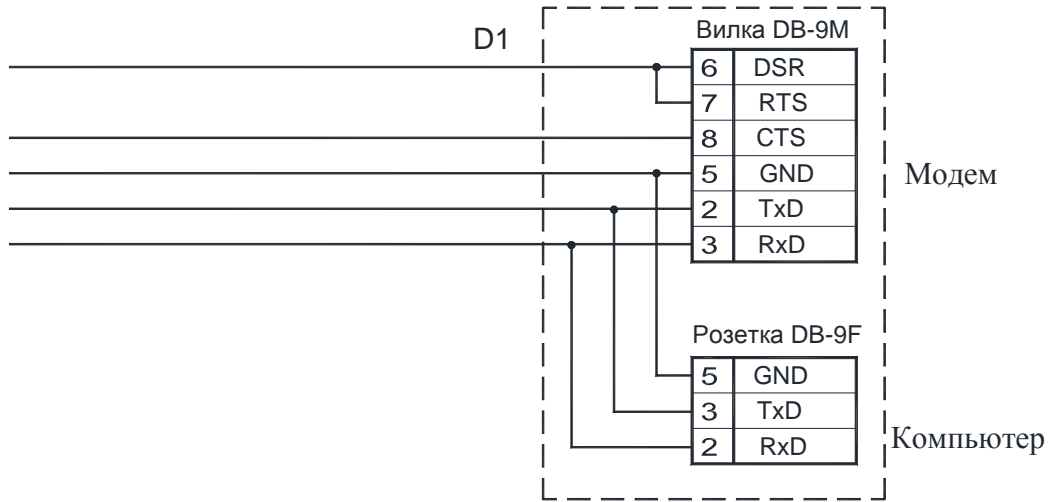 D1
Вилка DB-9M
6 DSR
7 RTS
8 CTS
5 GND
2 TxD
3 RxD
Модем
Розетка DB-9F
5 GND
3 TxD
2 RxD
Компьютер